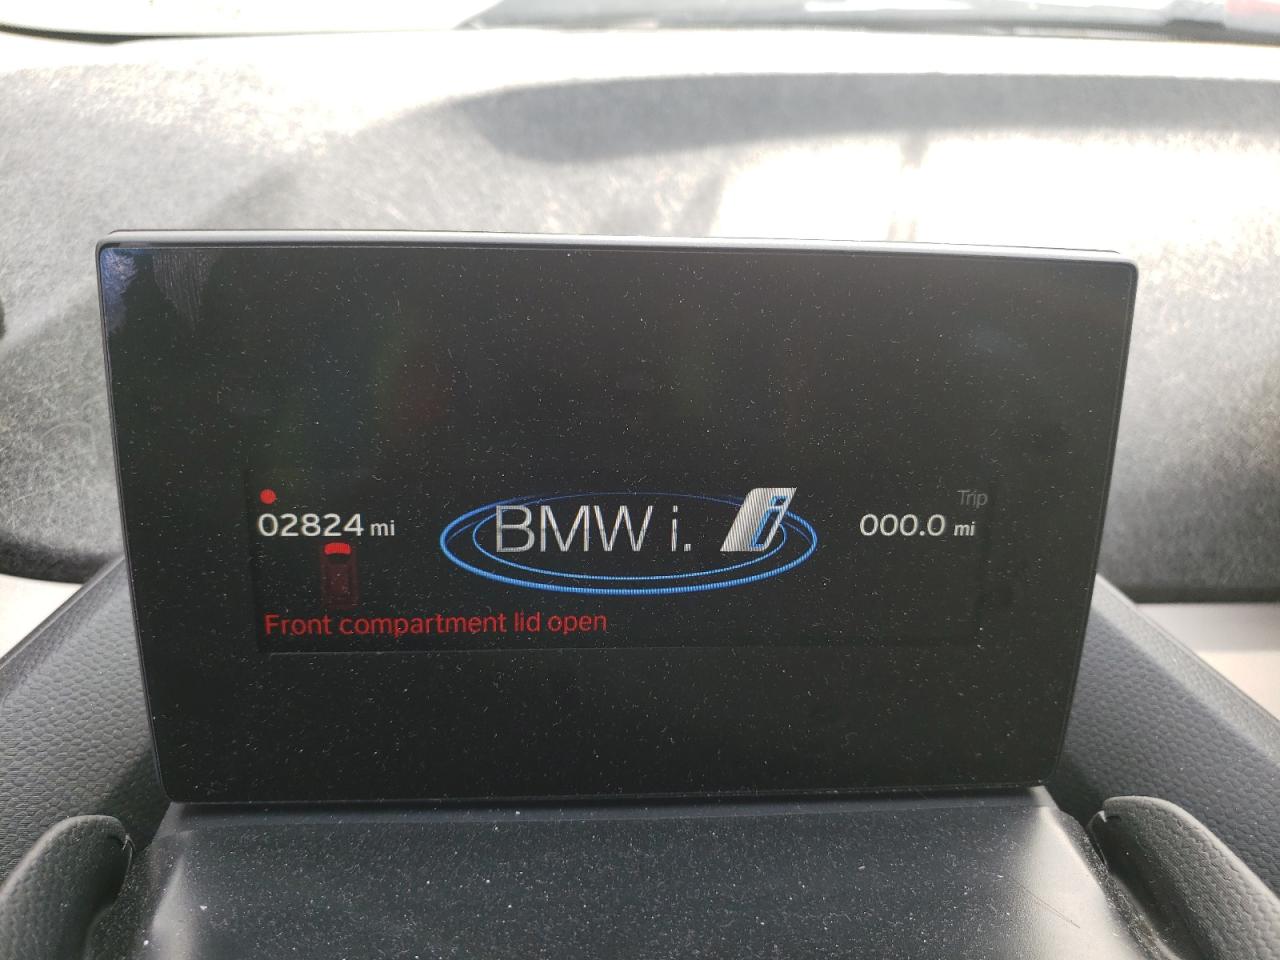 Trip
02824 mi
BMW i.
i
000.0 mi
Front compartment lid open